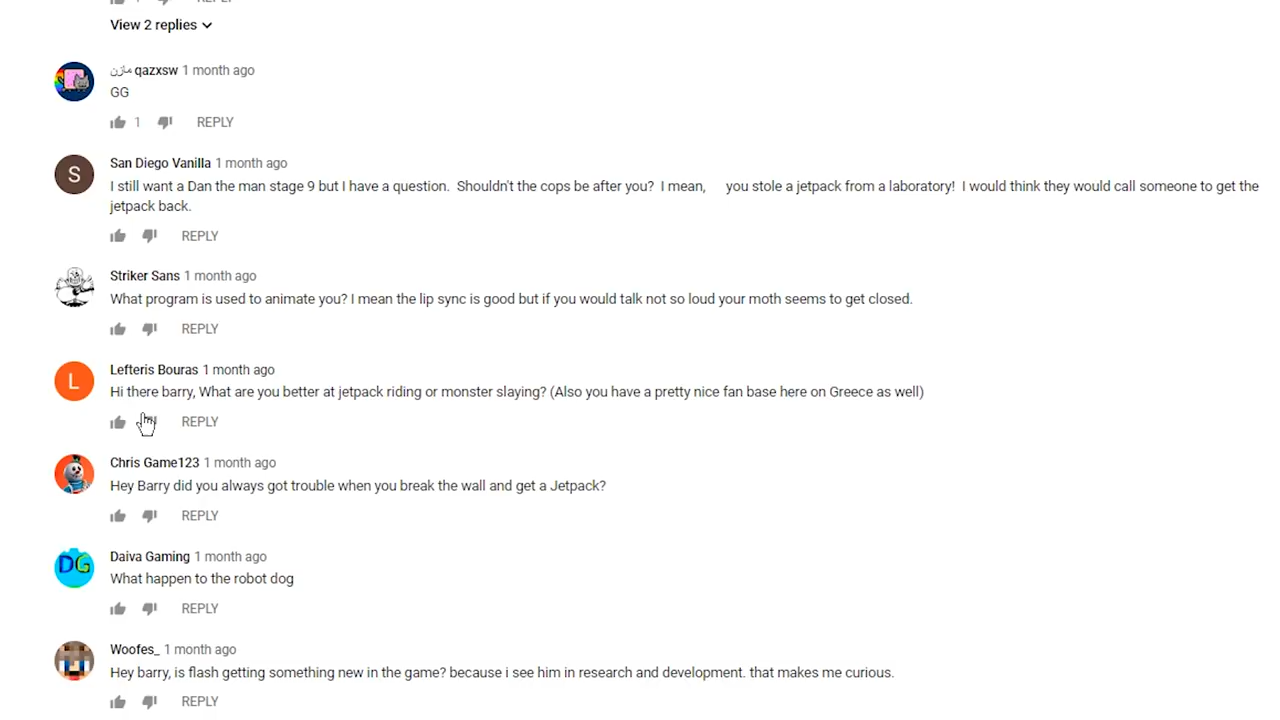 REPLY
View 2 replies
مازن qazxsw 1 month ago
GG
1 REPLY
S
San Diego Vanilla 1 month ago
I still want a Dan the man stage 9 but I have a question. Shouldn't the cops be after you? I mean, you stole a jetpack from a laboratory! I would think they would call someone to get the
jetpack back.
REPLY
Striker Sans 1 month ago
What program is used to animate you? I mean the lip sync is good but if you would talk not so loud your moth seems to get closed.
REPLY
L
Lefteris Bouras 1 month ago
Hi there barry, What are you better at jetpack riding or monster slaying? (Also you have a pretty nice fan base here on Greece as well)
REPLY
Chris Game123 1 month ago
Hey Barry did you always got trouble when you break the wall and get a Jetpack?
REPLY
DG
Daiva Gaming 1 month ago
What happen to the robot dog
REPLY
Woofes_ 1 month ago
Hey barry, is flash getting something new in the game? because i see him in research and development. that makes me curious.
REPLY